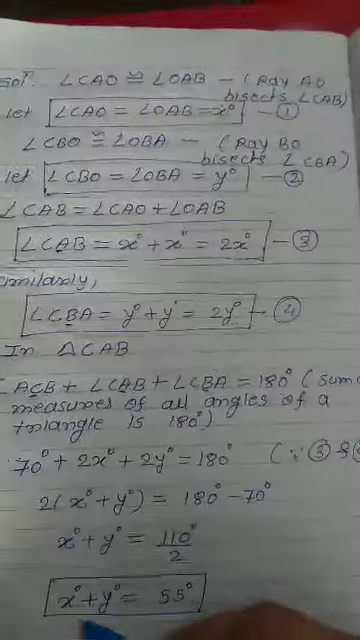 sol. ∠CAO ≅ ∠OAB – (Ray AO
bisects ∠CAB)
let ∠CAO = ∠OAB = x° – ①
∠CBO ≅ ∠OBA – (Ray BO
bisects ∠CBA)
let ∠CBO = ∠OBA = y° – ②
∠CAB = ∠CAO + ∠OAB
∠CAB = x° + x° = 2x° – ③
imilarly,
∠CBA = y° + y° = 2y° – ④
In △CAB
∠ACB + ∠CAB + ∠CBA = 180° (sum
measures of all angles of a
triangle is 180°)
70° + 2x° + 2y° = 180° (∵ ③ &
2(x° + y°) = 180° – 70°
x° + y° = 110°/2
x° + y° = 55°